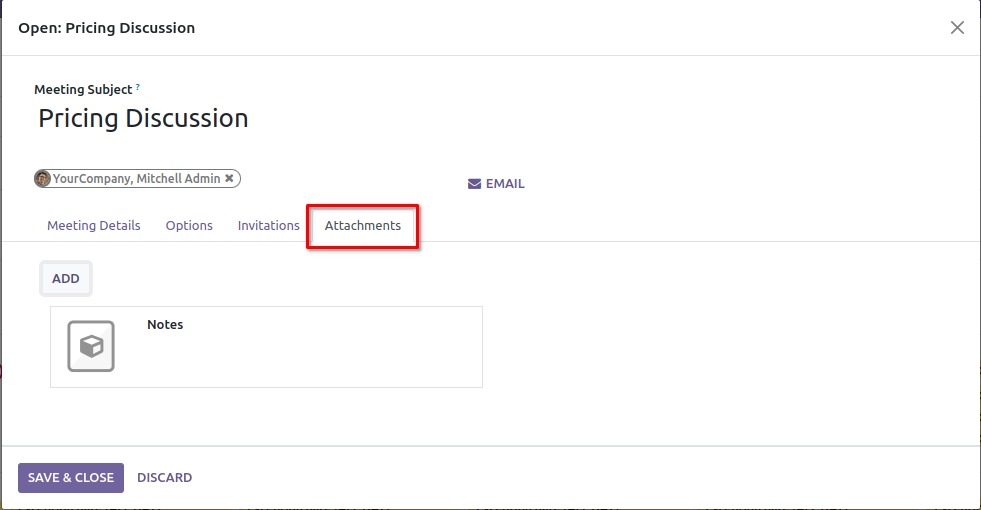 Open: Pricing Discussion
Meeting Subject ?
Pricing Discussion
YourCompany, Mitchell Admin ✖
EMAIL
Meeting Details Options Invitations Attachments
ADD
Notes
SAVE & CLOSE DISCARD